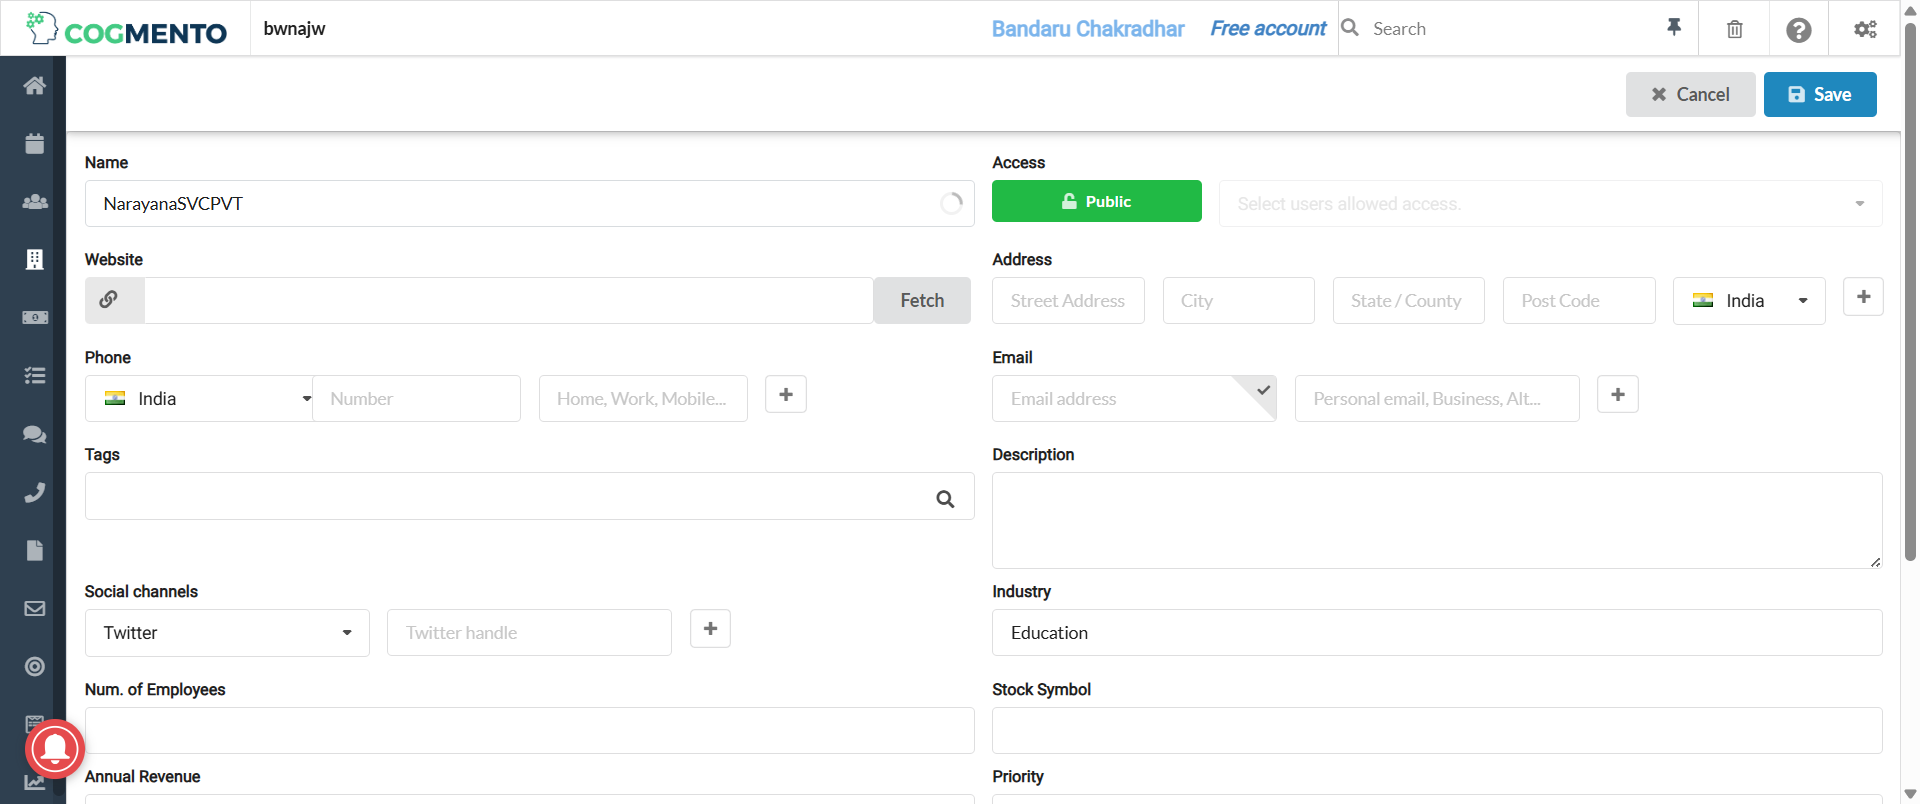 COGMENTO
bwnajw
Bandaru Chakradhar
Free account
Search
Cancel
Save
Name
Access
NarayanaSVCPVT
Public
Select users allowed access.
Website
Address
Fetch
Street Address
City
State / County
Post Code
India
Phone
Email
India
Number
Home, Work, Mobile...
Email address
Personal email, Business, Alt...
Tags
Description
Social channels
Industry
Twitter
Twitter handle
Education
Num. of Employees
Stock Symbol
Annual Revenue
Priority